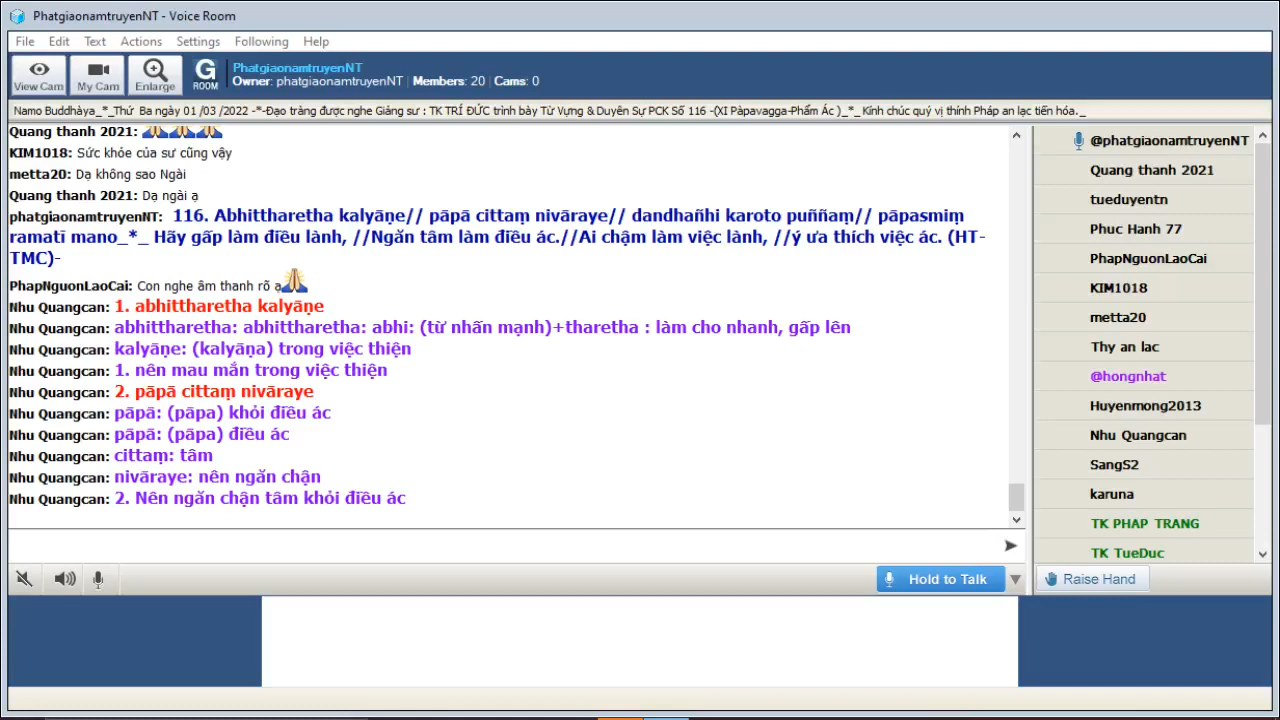 PhatgiaonamtruyenNT - Voice Room
File Edit Text Actions Settings Following Help
View Cam My Cam Enlarge G ROOM
PhatgiaonamtruyenNT
Owner: phatgiaonamtruyenNT | Members: 20 | Cams: 0
Namo Buddhàya_*_Thứ Ba ngày 01 /03 /2022 -*-Đạo tràng được nghe Giảng sư : TK TRÍ ĐỨC trình bày Từ Vựng & Duyên Sự PCK Số 116 -(XI Pàpavagga-Phẩm Ác )_*_Kính chúc quý vị thính Pháp an lạc tiến hóa._
Quang thanh 2021: 🙏🙏🙏
KIM1018: Sức khỏe của sư cũng vậy
metta20: Dạ không sao Ngài
Quang thanh 2021: Dạ ngài ạ
phatgiaonamtruyenNT: 116. Abhittharetha kalyāṇe// pāpā cittaṃ nivāraye// dandhañhi karoto puññaṃ// pāpasmiṃ
ramatī mano_*_ Hãy gấp làm điều lành, //Ngăn tâm làm điều ác.//Ai chậm làm việc lành, //ý ưa thích việc ác. (HT-
TMC)-
PhapNguonLaoCai: Con nghe âm thanh rõ ạ🙏
Nhu Quangcan: 1. abhittharetha kalyāṇe
Nhu Quangcan: abhittharetha: abhittharetha: abhi: (từ nhấn mạnh)+tharetha : làm cho nhanh, gấp lên
Nhu Quangcan: kalyāṇe: (kalyāṇa) trong việc thiện
Nhu Quangcan: 1. nên mau mắn trong việc thiện
Nhu Quangcan: 2. pāpā cittaṃ nivāraye
Nhu Quangcan: pāpā: (pāpa) khỏi điều ác
Nhu Quangcan: pāpā: (pāpa) điều ác
Nhu Quangcan: cittaṃ: tâm
Nhu Quangcan: nivāraye: nên ngăn chận
Nhu Quangcan: 2. Nên ngăn chận tâm khỏi điều ác
@phatgiaonamtruyenNT
Quang thanh 2021
tueduyentn
Phuc Hanh 77
PhapNguonLaoCai
KIM1018
metta20
Thy an lac
@hongnhat
Huyenmong2013
Nhu Quangcan
SangS2
karuna
TK PHAP TRANG
TK TueDuc
Hold to Talk
Raise Hand